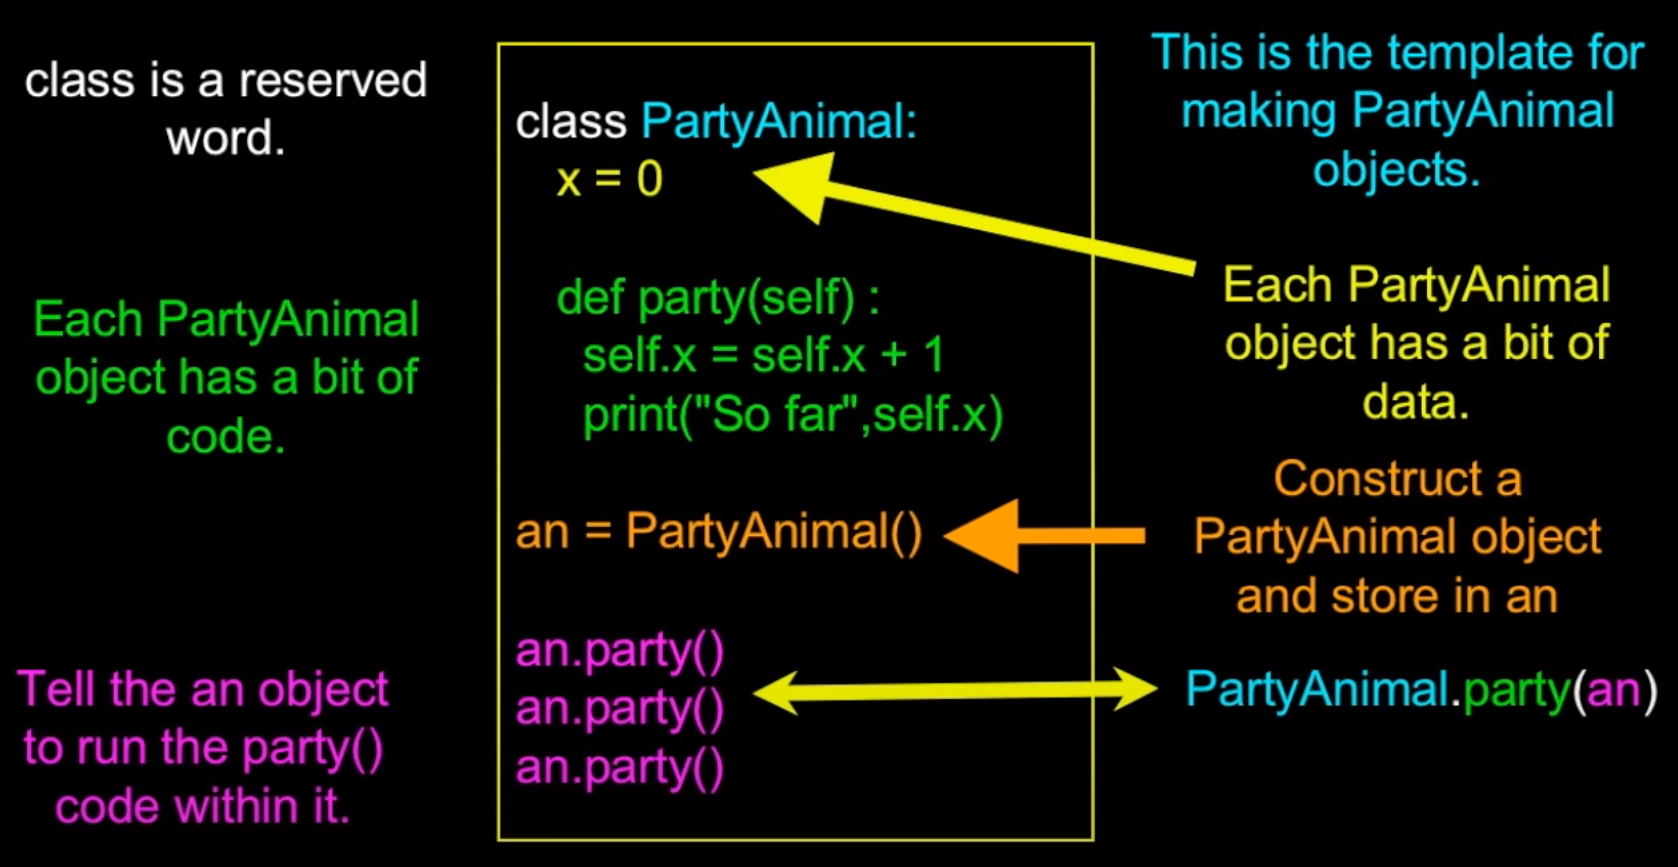 class is a reserved
word.
Each PartyAnimal
object has a bit of
code.
Tell the an object
to run the party()
code within it.
class PartyAnimal:
x = 0
def party(self) :
self.x = self.x + 1
print("So far",self.x)
an = PartyAnimal()
an.party()
an.party()
an.party()
This is the template for
making PartyAnimal
objects.
Each PartyAnimal
object has a bit of
data.
Construct a
PartyAnimal object
and store in an
PartyAnimal.party(an)